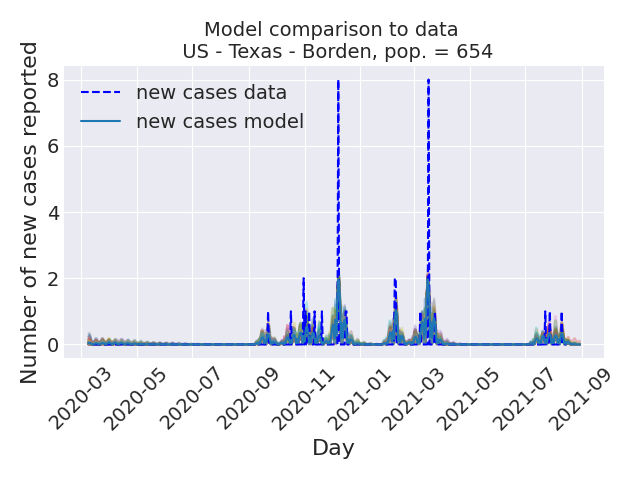 Model comparison to data
US - Texas - Borden, pop. = 654
Number of new cases reported
8
6
4
2
0
new cases data
new cases model
2020-03
2020-05
2020-07
2020-09
2020-11
2021-01
2021-03
2021-05
2021-07
2021-09
Day